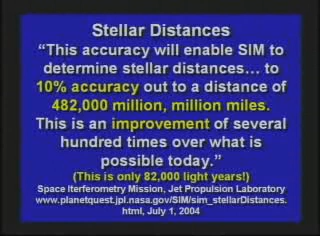 Stellar Distances
“This accuracy will enable SIM to
determine stellar distances… to
10% accuracy out to a distance of
482,000 million, million miles.
This is an improvement of several
hundred times over what is
possible today.”
(This is only 82,000 light years!)
Space Iterferometry Mission, Jet Propulsion Laboratory
www.planetquest.jpl.nasa.gov/SIM/sim_stellarDistances.
html, July 1, 2004